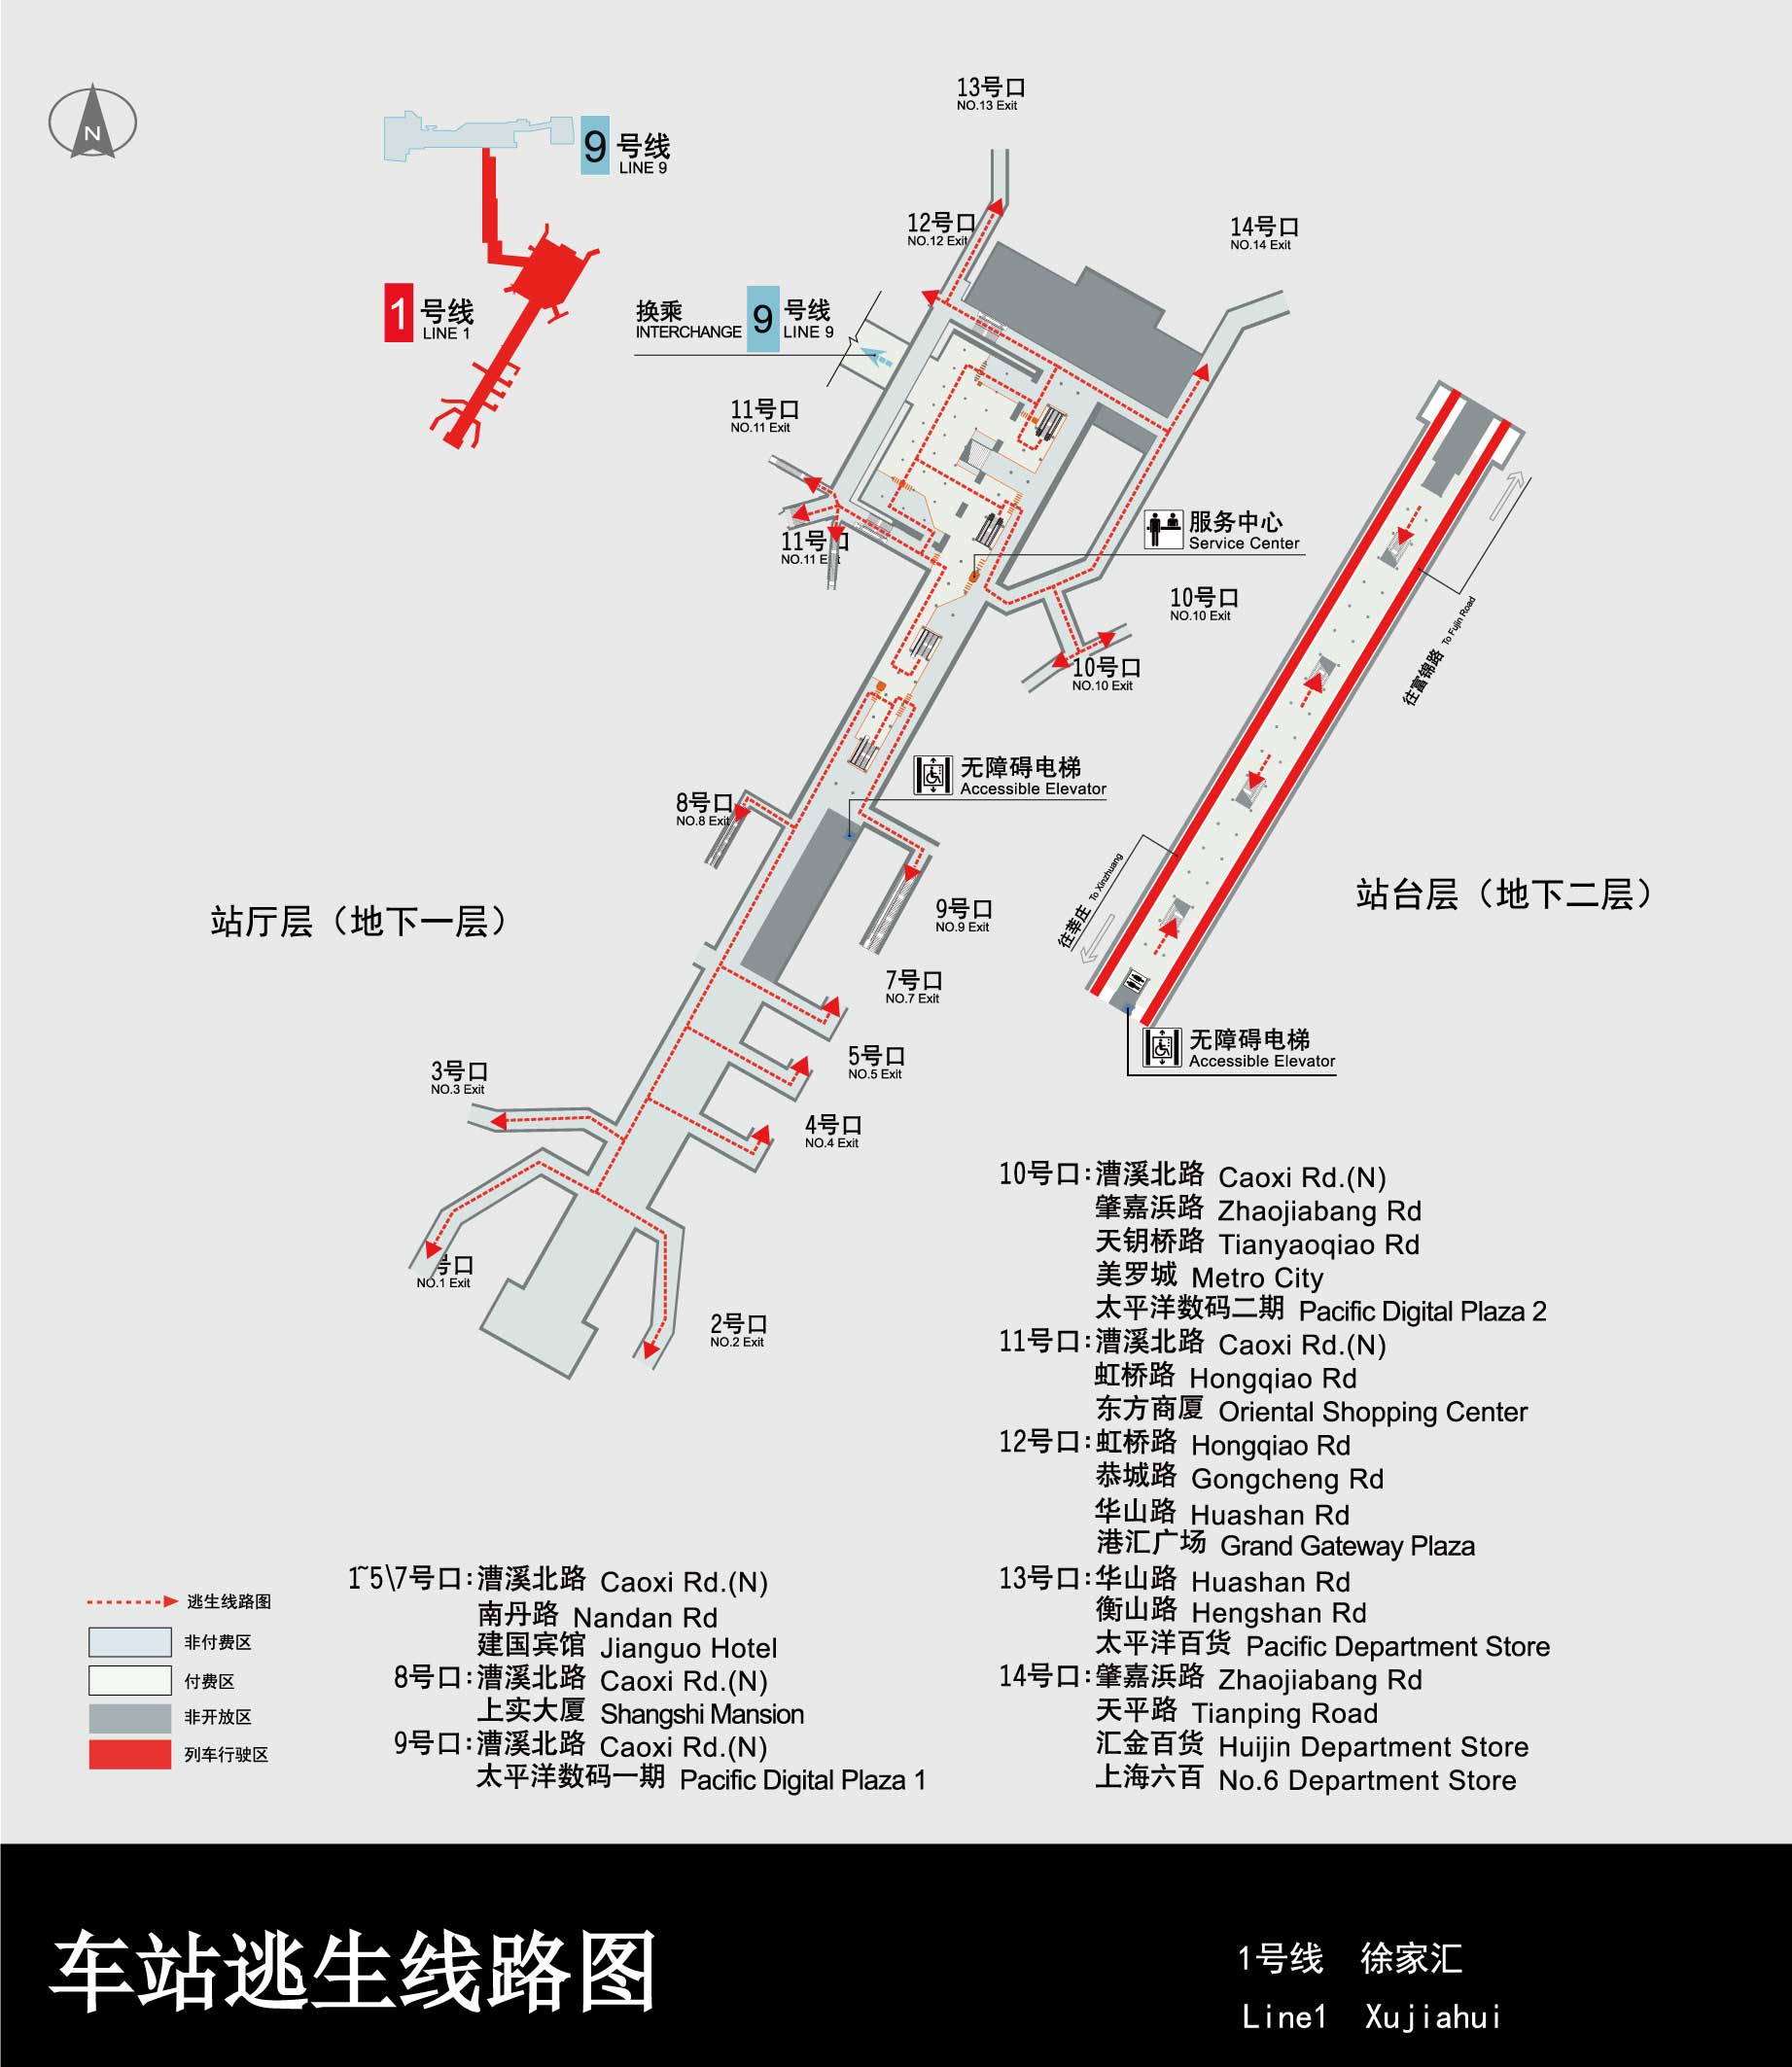 N
9 号线
LINE 9
1 号线
LINE 1
13号口
NO.13 Exit
12号口
NO.12 Exit
14号口
NO.14 Exit
换乘
INTERCHANGE
9 号线
LINE 9
11号口
NO.11 Exit
11号口
NO.11 Exit
服务中心
Service Center
10号口
NO.10 Exit
10号口
NO.10 Exit
往富锦路 To Fujin Road
无障碍电梯
Accessible Elevator
8号口
NO.8 Exit
9号口
NO.9 Exit
站厅层（地下一层）
站台层（地下二层）
往莘庄 To Xinzhuang
7号口
NO.7 Exit
无障碍电梯
Accessible Elevator
5号口
NO.5 Exit
3号口
NO.3 Exit
4号口
NO.4 Exit
号口
NO.1 Exit
2号口
NO.2 Exit
逃生线路图
非付费区
付费区
非开放区
列车行驶区
1~5\7号口:漕溪北路 Caoxi Rd.(N)
南丹路 Nandan Rd
建国宾馆 Jianguo Hotel
8号口:漕溪北路 Caoxi Rd.(N)
上实大厦 Shangshi Mansion
9号口:漕溪北路 Caoxi Rd.(N)
太平洋数码一期 Pacific Digital Plaza 1
10号口:漕溪北路 Caoxi Rd.(N)
肇嘉浜路 Zhaojiabang Rd
天钥桥路 Tianyaoqiao Rd
美罗城 Metro City
太平洋数码二期 Pacific Digital Plaza 2
11号口:漕溪北路 Caoxi Rd.(N)
虹桥路 Hongqiao Rd
东方商厦 Oriental Shopping Center
12号口:虹桥路 Hongqiao Rd
恭城路 Gongcheng Rd
华山路 Huashan Rd
港汇广场 Grand Gateway Plaza
13号口:华山路 Huashan Rd
衡山路 Hengshan Rd
太平洋百货 Pacific Department Store
14号口:肇嘉浜路 Zhaojiabang Rd
天平路 Tianping Road
汇金百货 Huijin Department Store
上海六百 No.6 Department Store
车站逃生线路图
1号线 徐家汇
Line1 Xujiahui